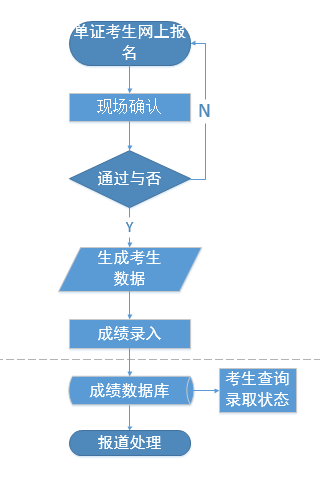 单证考生网上报
名
现场确认
N
通过与否
Y
生成考生
数据
成绩录入
成绩数据库
考生查询
录取状态
报道处理